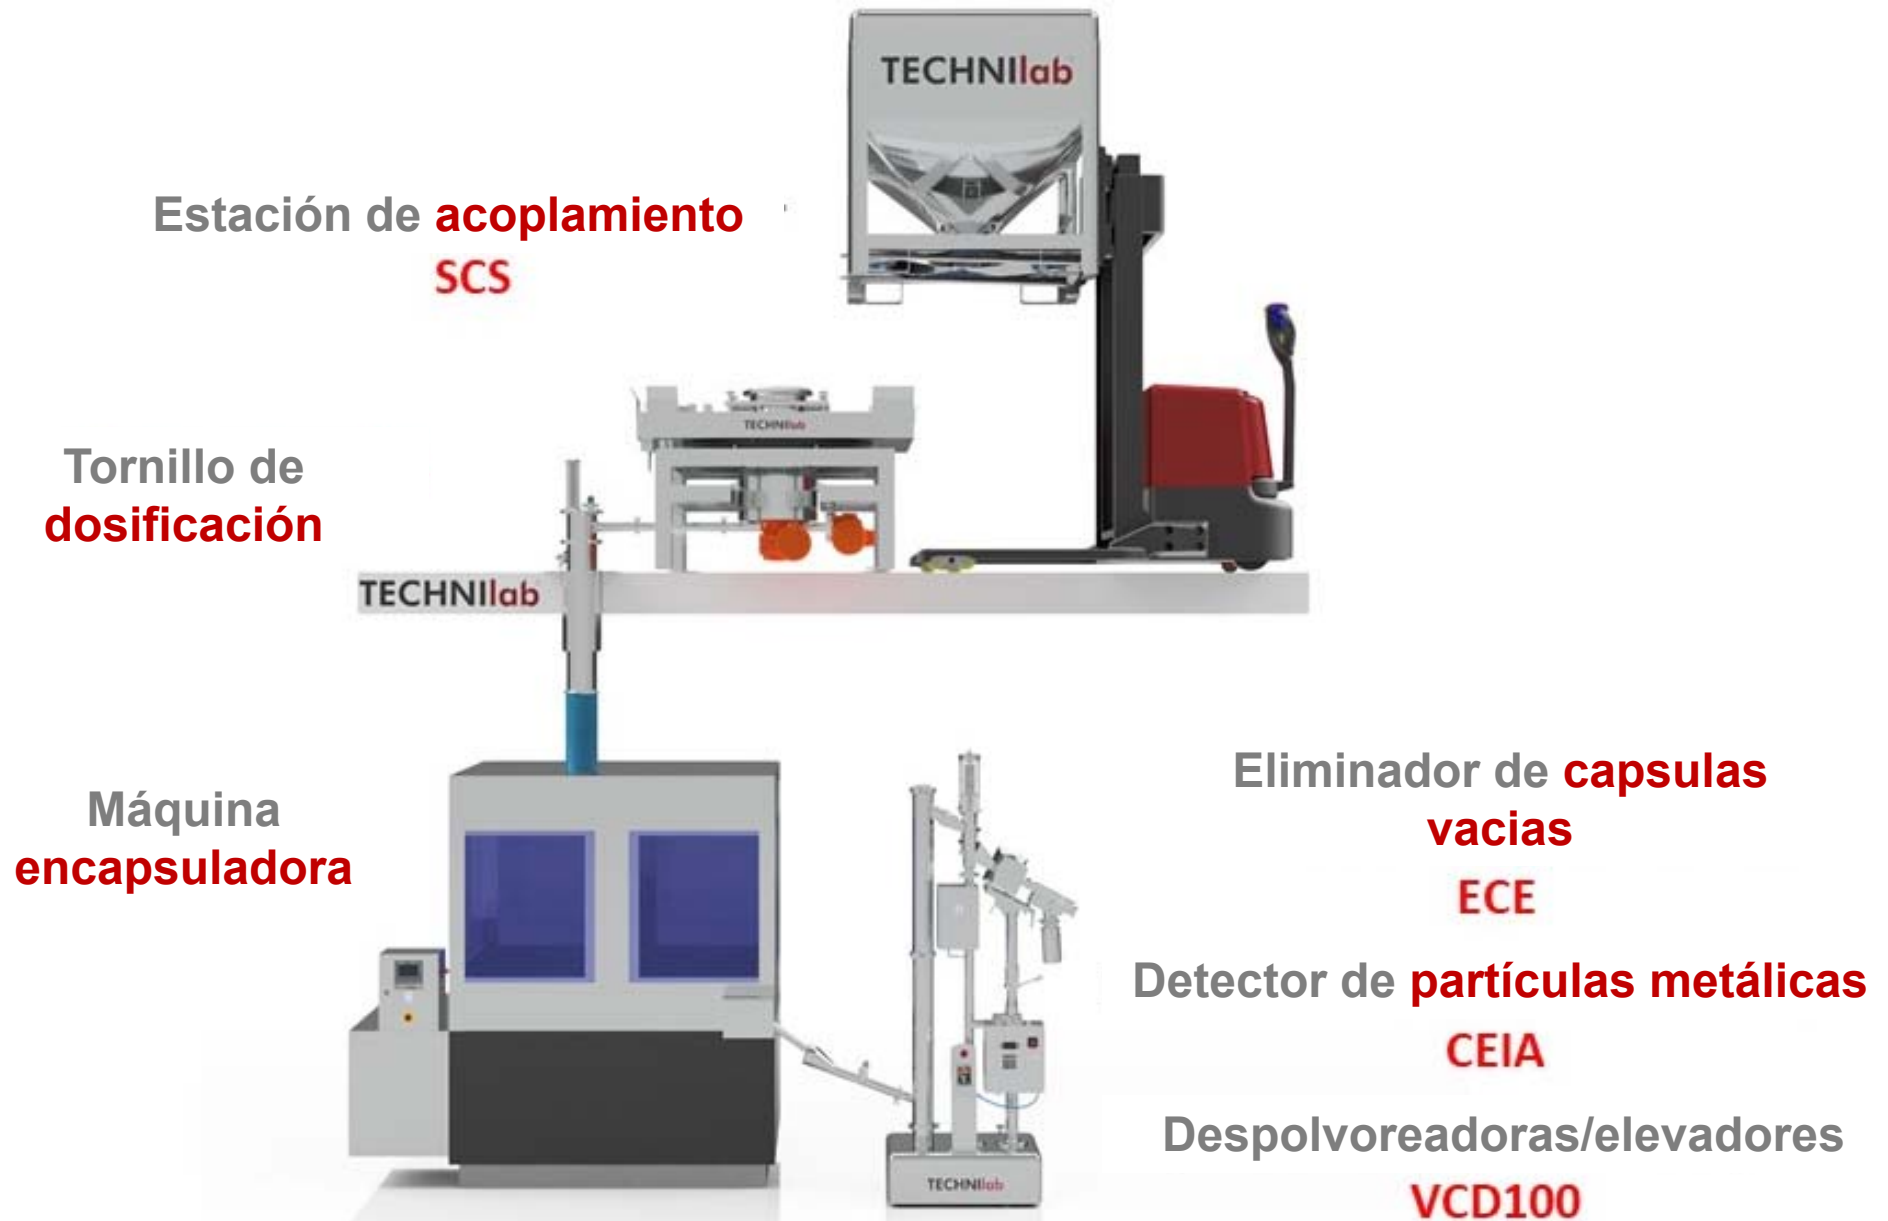 TECHNIlab
Estación de acoplamiento
SCS
TECHNIlab
Tornillo de
dosificación
TECHNIlab
Máquina
encapsuladora
Eliminador de capsulas
vacias
ECE
Detector de partículas metálicas
CEIA
Despolvoreadoras/elevadores
VCD100
TECHNIlab